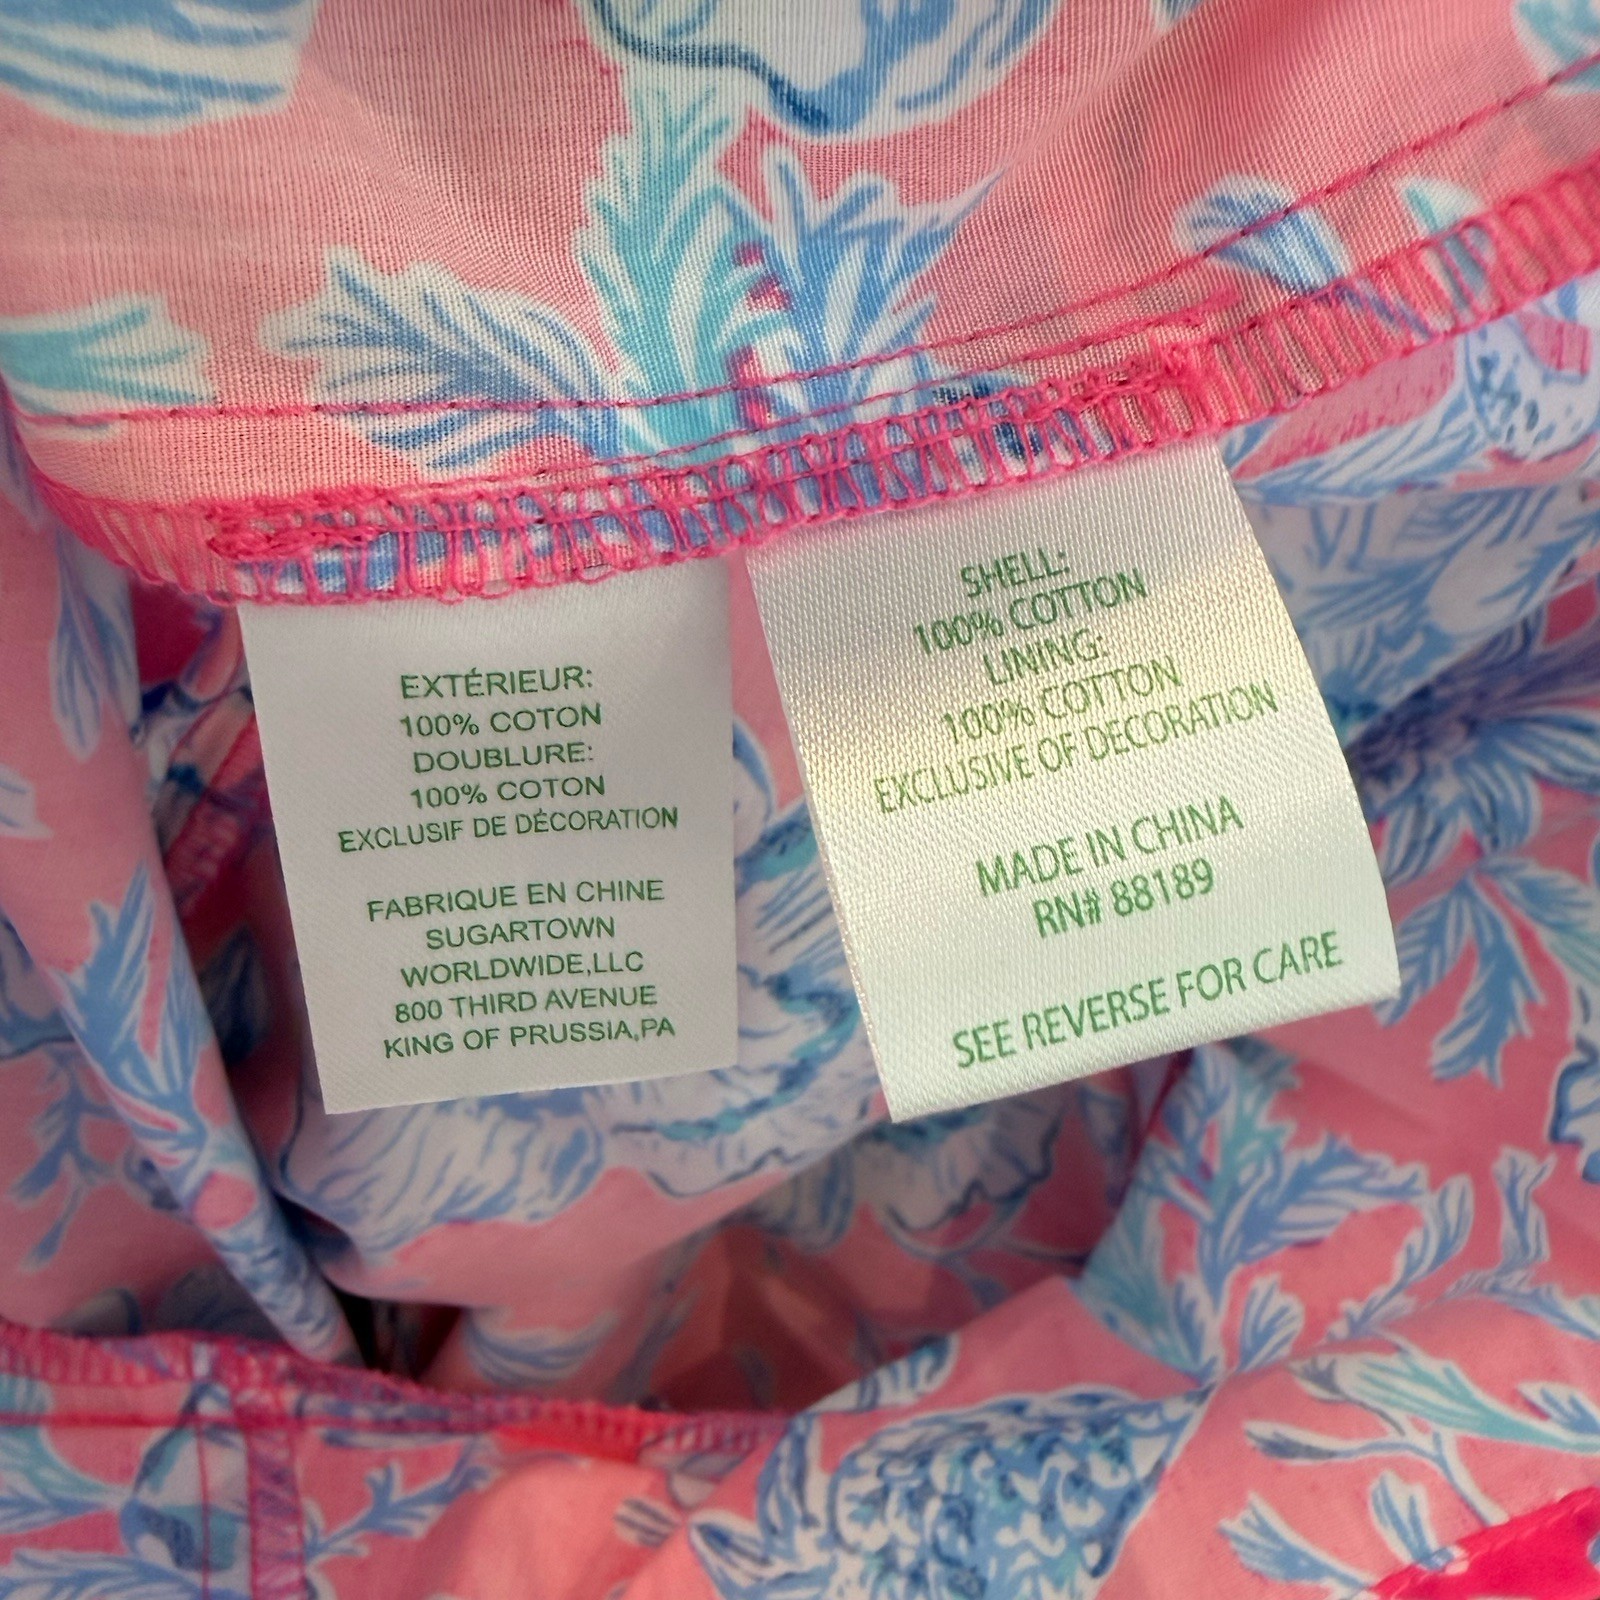 EXTÉRIEUR:
100% COTON
DOUBLURE:
100% COTON
EXCLUSIF DE DÉCORATION
FABRIQUE EN CHINE
SUGARTOWN
WORLDWIDE,LLC
800 THIRD AVENUE
KING OF PRUSSIA,PA
SHELL:
100% COTTON
LINING:
100% COTTON
EXCLUSIVE OF DECORATION
MADE IN CHINA
RN# 88189
SEE REVERSE FOR CARE